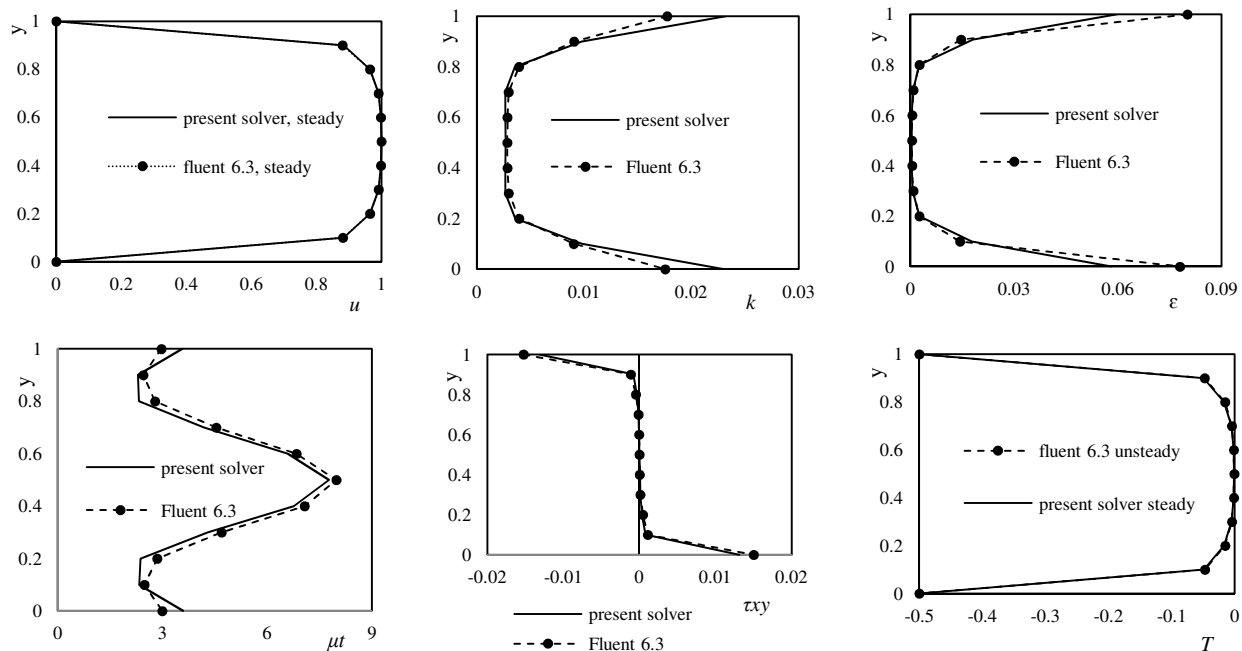 y
1
0.8
0.6
0.4
0.2
0
present solver, steady
fluent 6.3, steady
0 0.2 0.4 0.6 0.8 1
u
y
1
0.8
0.6
0.4
0.2
0
present solver
Fluent 6.3
0 0.01 0.02 0.03
k
y
1
0.8
0.6
0.4
0.2
0
present solver
Fluent 6.3
0 0.03 0.06 0.09
ε
y
1
0.8
0.6
0.4
0.2
0
present solver
Fluent 6.3
0 3 6 9
μt
y
1
0.8
0.6
0.4
0.2
0
-0.02 -0.01 0 0.01 0.02
τxy
present solver
Fluent 6.3
y
1
0.8
0.6
0.4
0.2
0
fluent 6.3 unsteady
present solver steady
-0.5 -0.4 -0.3 -0.2 -0.1 0
T